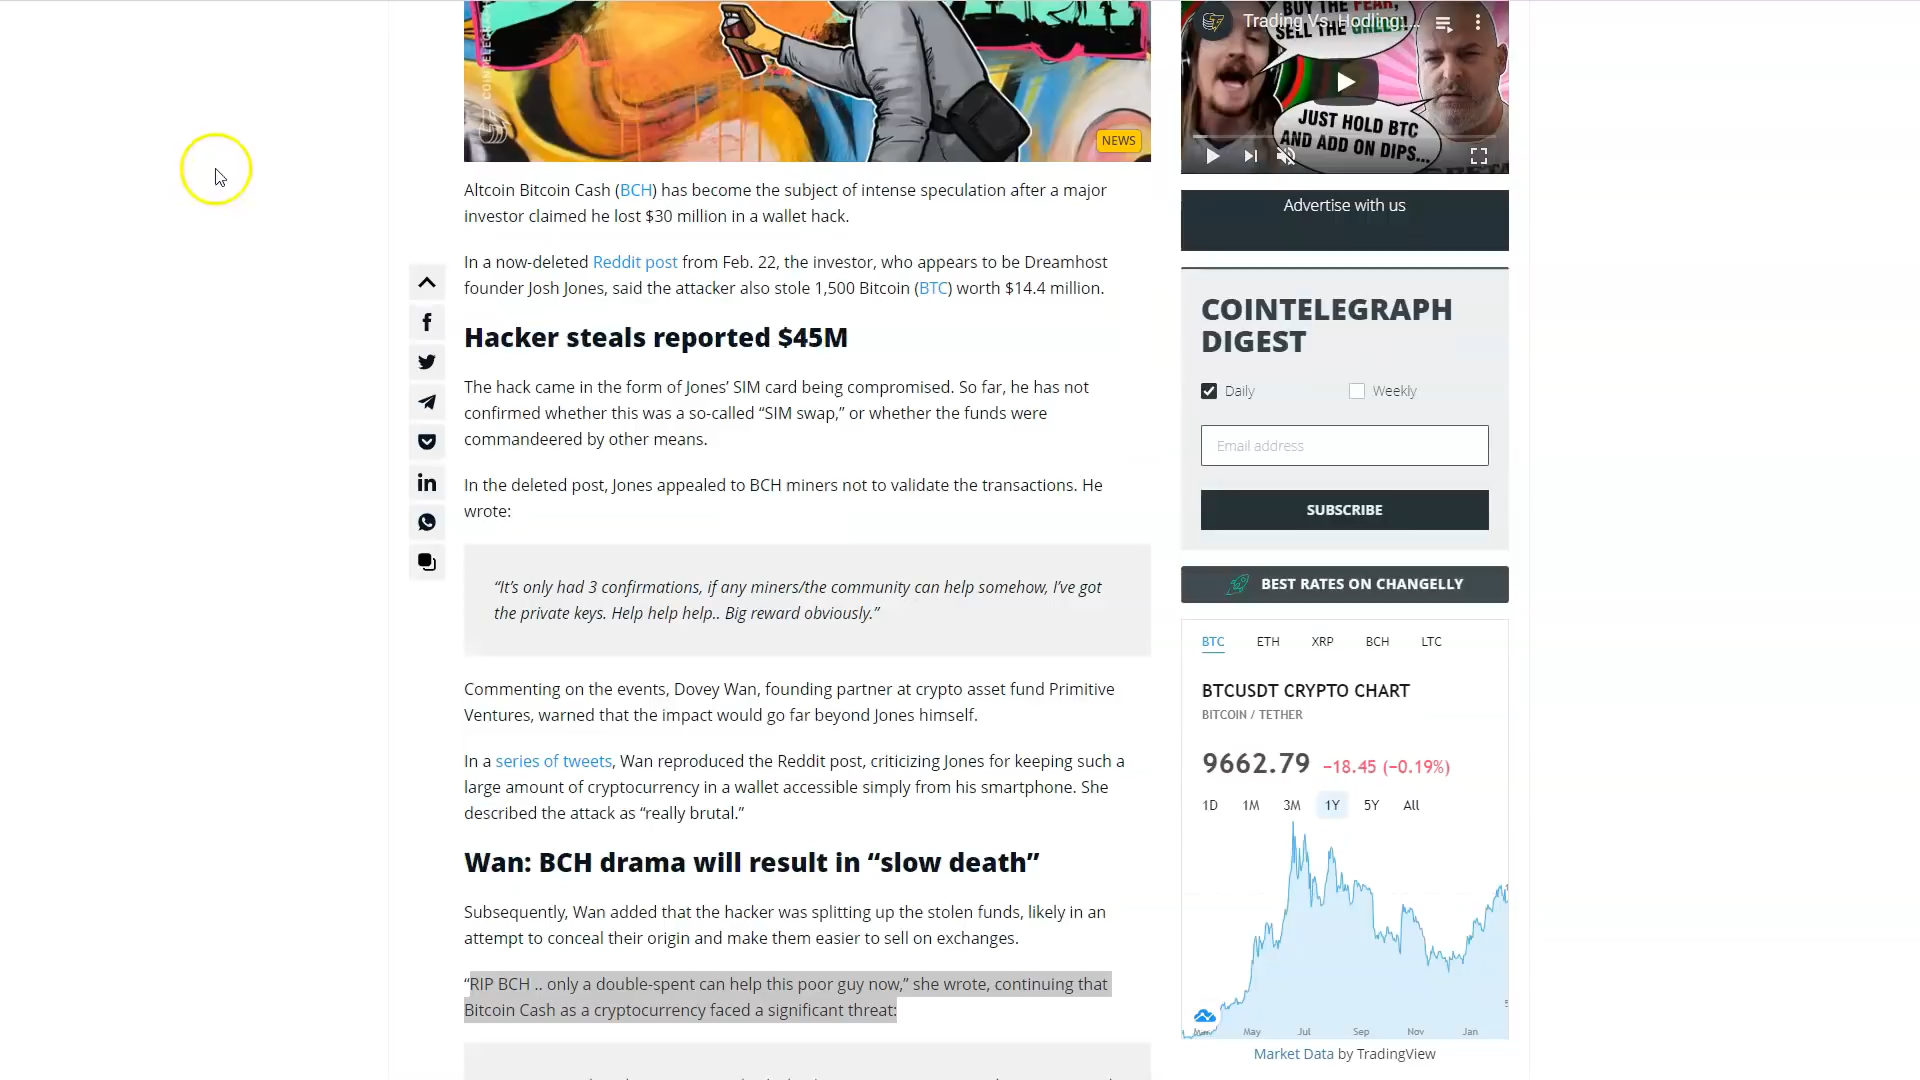 COINTELEGRAPH
NEWS
Altcoin Bitcoin Cash (BCH) has become the subject of intense speculation after a major
investor claimed he lost $30 million in a wallet hack.
In a now-deleted Reddit post from Feb. 22, the investor, who appears to be Dreamhost
founder Josh Jones, said the attacker also stole 1,500 Bitcoin (BTC) worth $14.4 million.
Hacker steals reported $45M
The hack came in the form of Jones’ SIM card being compromised. So far, he has not
confirmed whether this was a so-called “SIM swap,” or whether the funds were
commandeered by other means.
In the deleted post, Jones appealed to BCH miners not to validate the transactions. He
wrote:
“It’s only had 3 confirmations, if any miners/the community can help somehow, I’ve got
the private keys. Help help help.. Big reward obviously.”
Commenting on the events, Dovey Wan, founding partner at crypto asset fund Primitive
Ventures, warned that the impact would go far beyond Jones himself.
In a series of tweets, Wan reproduced the Reddit post, criticizing Jones for keeping such a
large amount of cryptocurrency in a wallet accessible simply from his smartphone. She
described the attack as “really brutal.”
Wan: BCH drama will result in “slow death”
Subsequently, Wan added that the hacker was splitting up the stolen funds, likely in an
attempt to conceal their origin and make them easier to sell on exchanges.
“RIP BCH .. only a double-spent can help this poor guy now,” she wrote, continuing that
Bitcoin Cash as a cryptocurrency faced a significant threat:
BUY THE FEAR,
SELL THE GREED!
Trading Vs. Hodling:...
JUST HOLD BTC
AND ADD ON DIPS...
Advertise with us
COINTELEGRAPH
DIGEST
Daily
Weekly
Email address
SUBSCRIBE
BEST RATES ON CHANGELLY
BTC ETH XRP BCH LTC
BTCUSDT CRYPTO CHART
BITCOIN / TETHER
9662.79 −18.45 (−0.19%)
1D 1M 3M 1Y 5Y All
Mar May Jul Sep Nov Jan
Market Data by TradingView